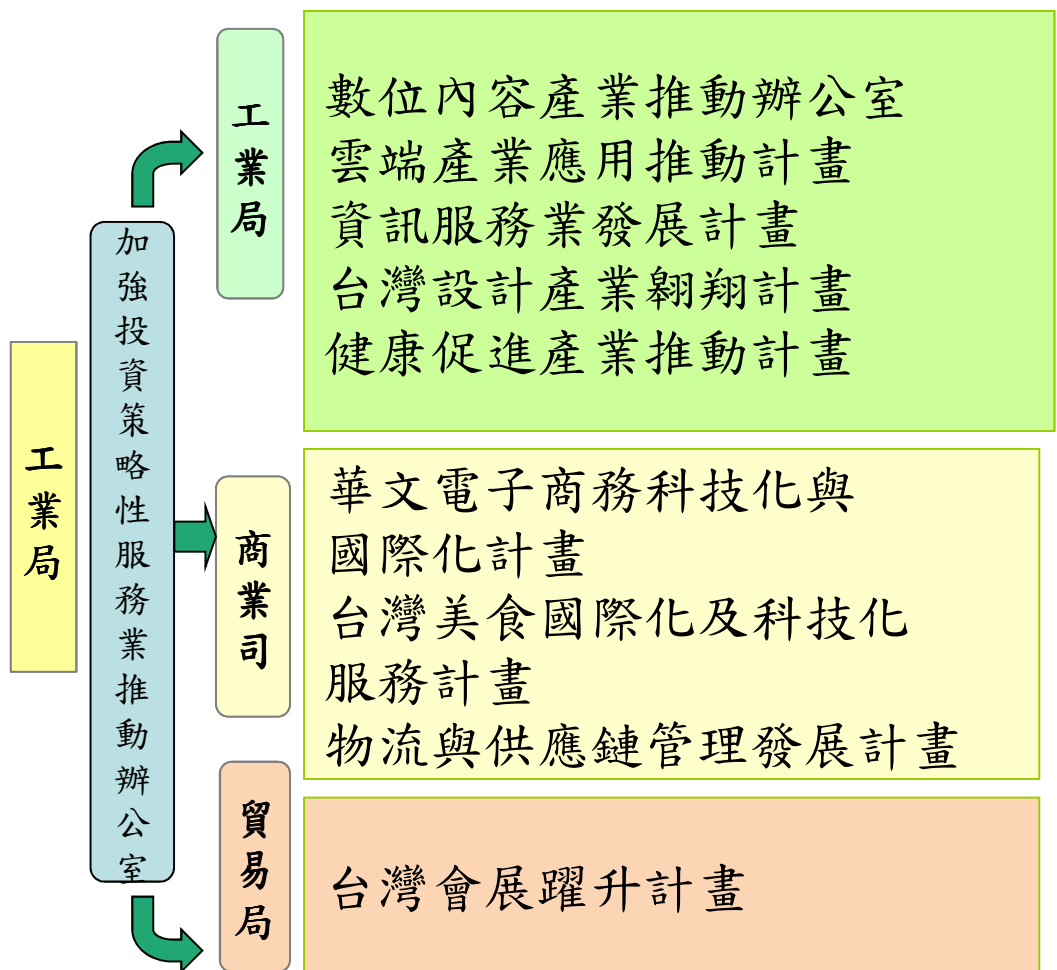 工業局
加強投資策略性服務業推動辦公室
工業局
數位內容產業推動辦公室
雲端產業應用推動計畫
資訊服務業發展計畫
台灣設計產業翱翔計畫
健康促進產業推動計畫
商業司
華文電子商務科技化與
國際化計畫
台灣美食國際化及科技化
服務計畫
物流與供應鏈管理發展計畫
貿易局
台灣會展躍升計畫